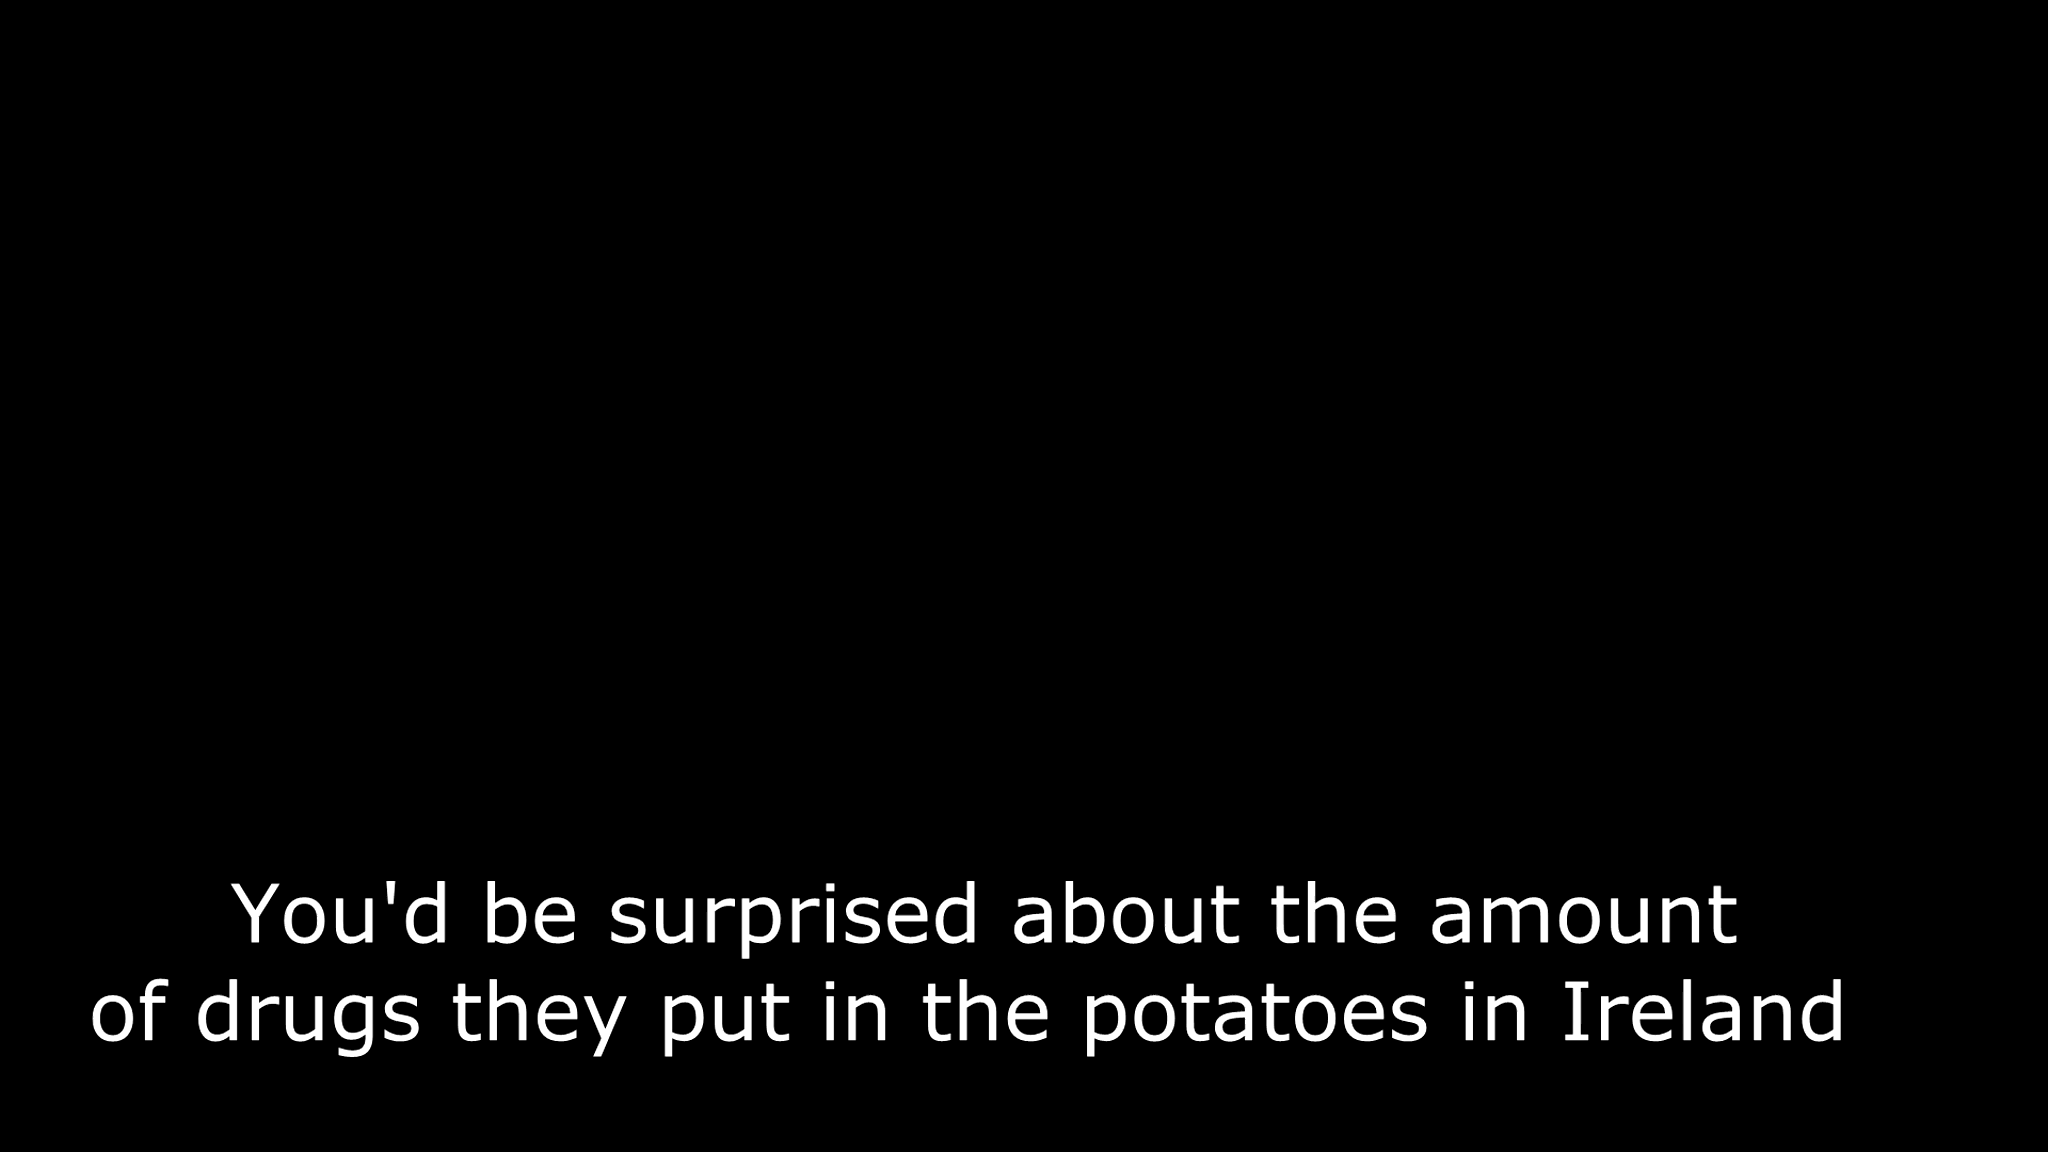 You'd be surprised about the amount
of drugs they put in the potatoes in Ireland